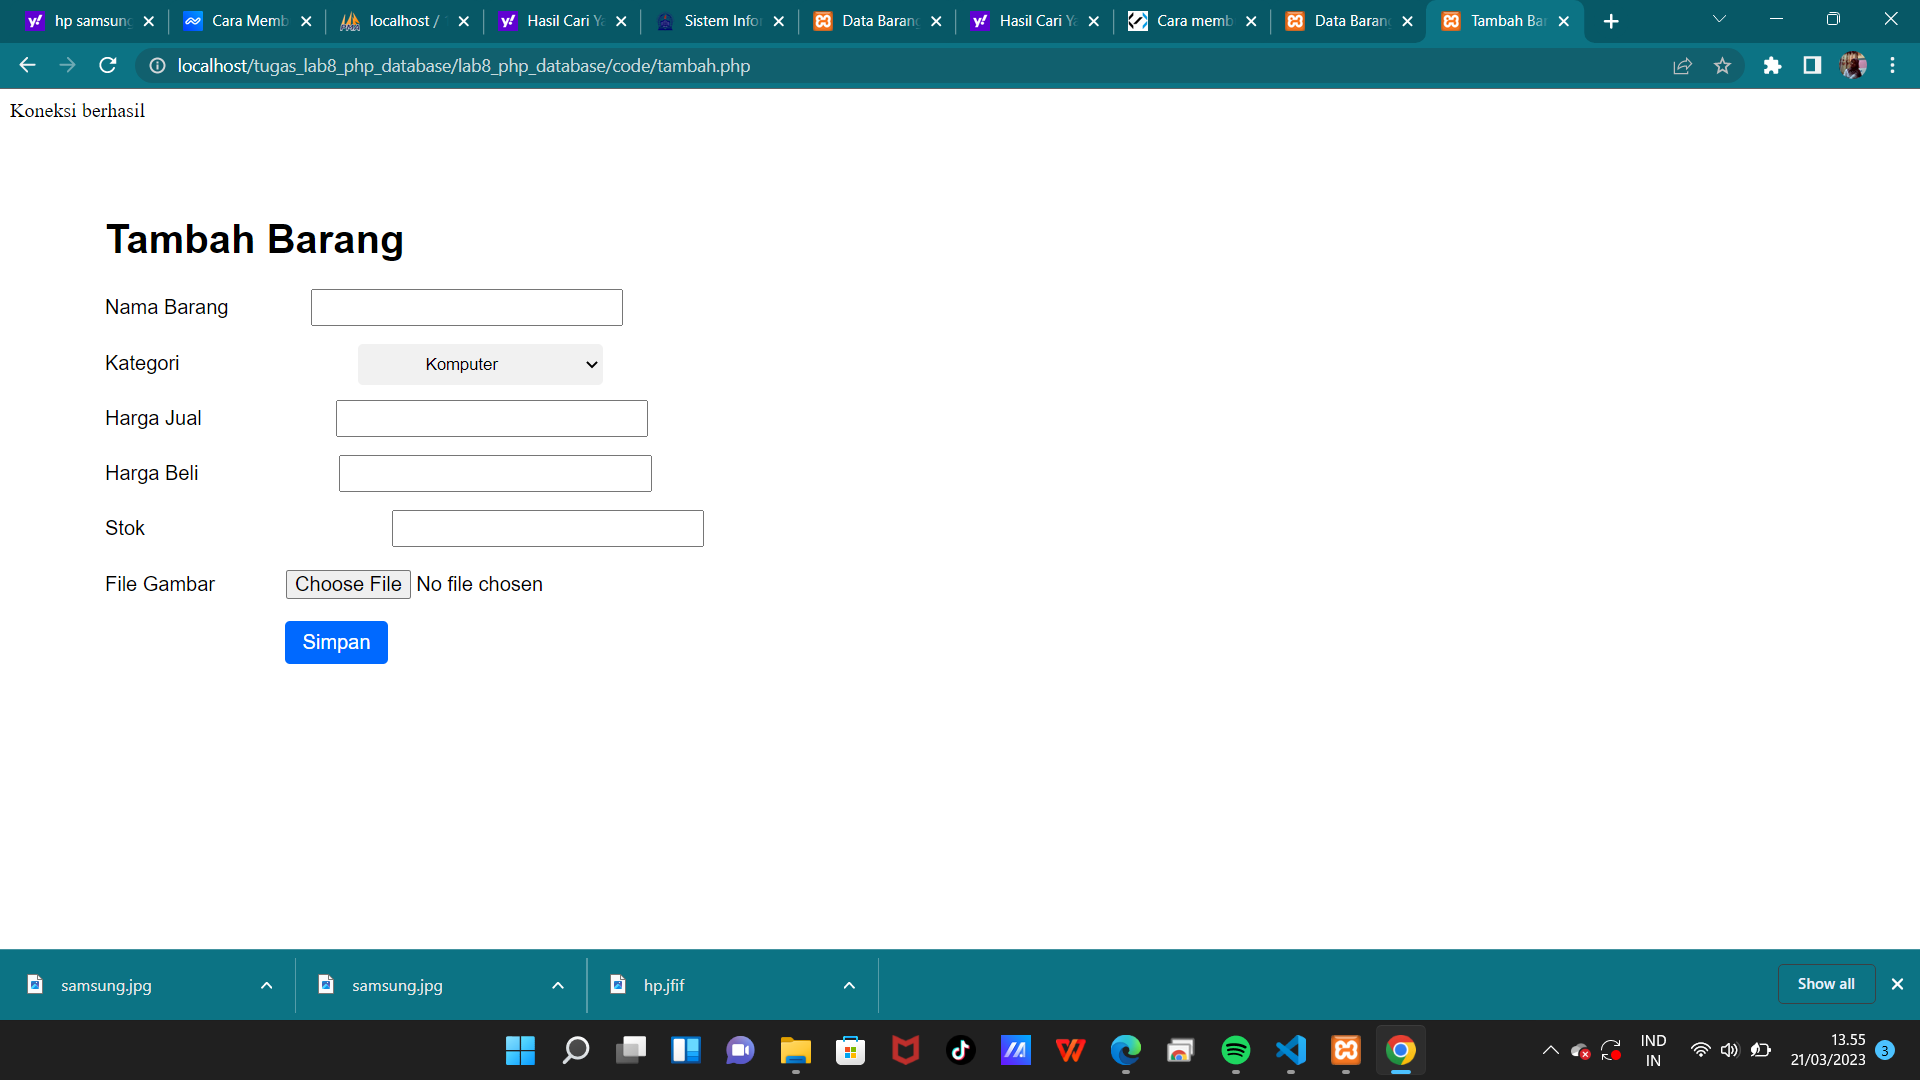 hp samsung
Cara Memb
localhost /
Hasil Cari Ya
Sistem Infor
Data Barang
Hasil Cari Ya
Cara memb
Data Barang
Tambah Bar
localhost/tugas_lab8_php_database/lab8_php_database/code/tambah.php
Koneksi berhasil
Tambah Barang
Nama Barang
Kategori Komputer
Harga Jual
Harga Beli
Stok
File Gambar Choose File No file chosen
Simpan
samsung.jpg
samsung.jpg
hp.jfif
Show all
IND
IN
13.55
21/03/2023
3